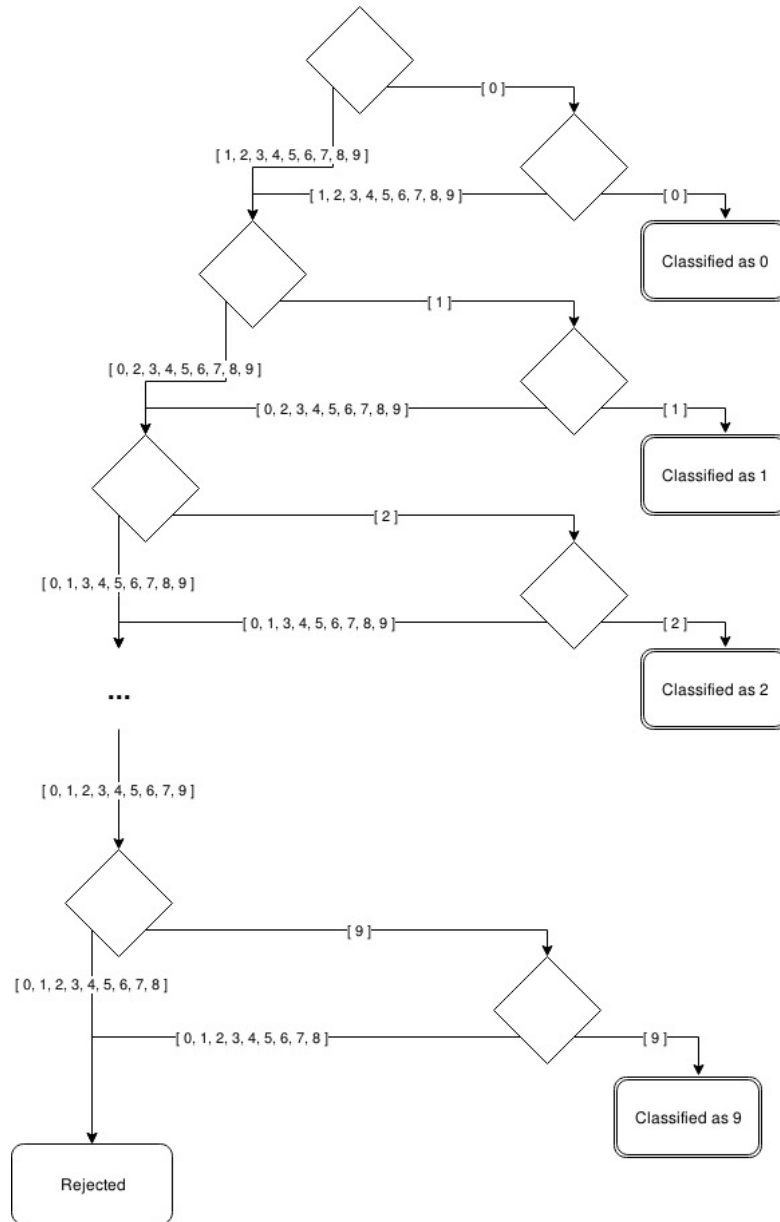 [ 0 ]
[ 1, 2, 3, 4, 5, 6, 7, 8, 9 ]
[ 1, 2, 3, 4, 5, 6, 7, 8, 9 ]
[ 0 ]
Classified as 0
[ 1 ]
[ 0, 2, 3, 4, 5, 6, 7, 8, 9 ]
[ 0, 2, 3, 4, 5, 6, 7, 8, 9 ]
[ 1 ]
Classified as 1
[ 2 ]
[ 0, 1, 3, 4, 5, 6, 7, 8, 9 ]
[ 0, 1, 3, 4, 5, 6, 7, 8, 9 ]
[ 2 ]
Classified as 2
...
[ 0, 1, 2, 3, 4, 5, 6, 7, 9 ]
[ 9 ]
[ 0, 1, 2, 3, 4, 5, 6, 7, 8 ]
[ 0, 1, 2, 3, 4, 5, 6, 7, 8 ]
[ 9 ]
Classified as 9
Rejected